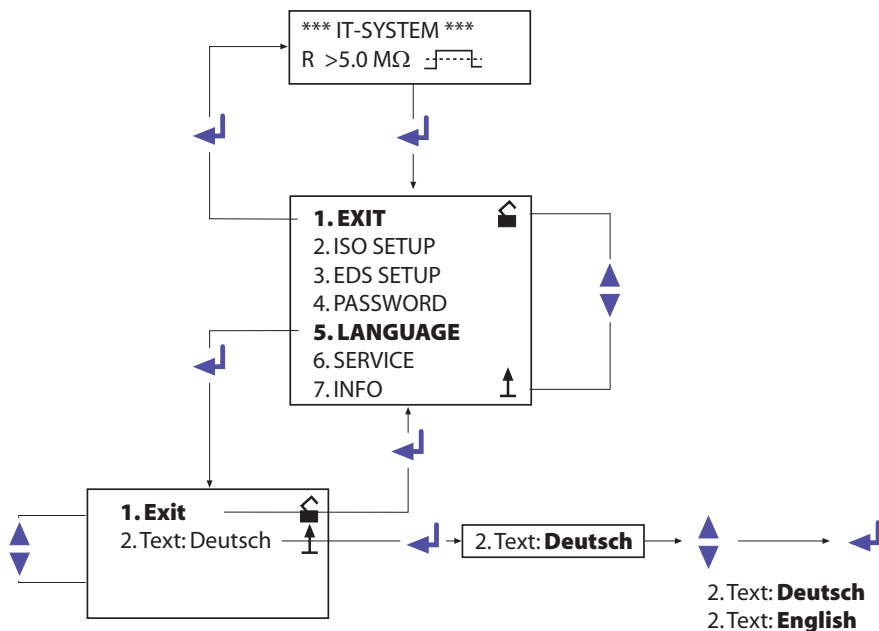 *** IT-SYSTEM ***
R >5.0 MΩ
1. EXIT
2. ISO SETUP
3. EDS SETUP
4. PASSWORD
5. LANGUAGE
6. SERVICE
7. INFO
1. Exit
2. Text: Deutsch
2. Text: Deutsch
2. Text: Deutsch
2. Text: English